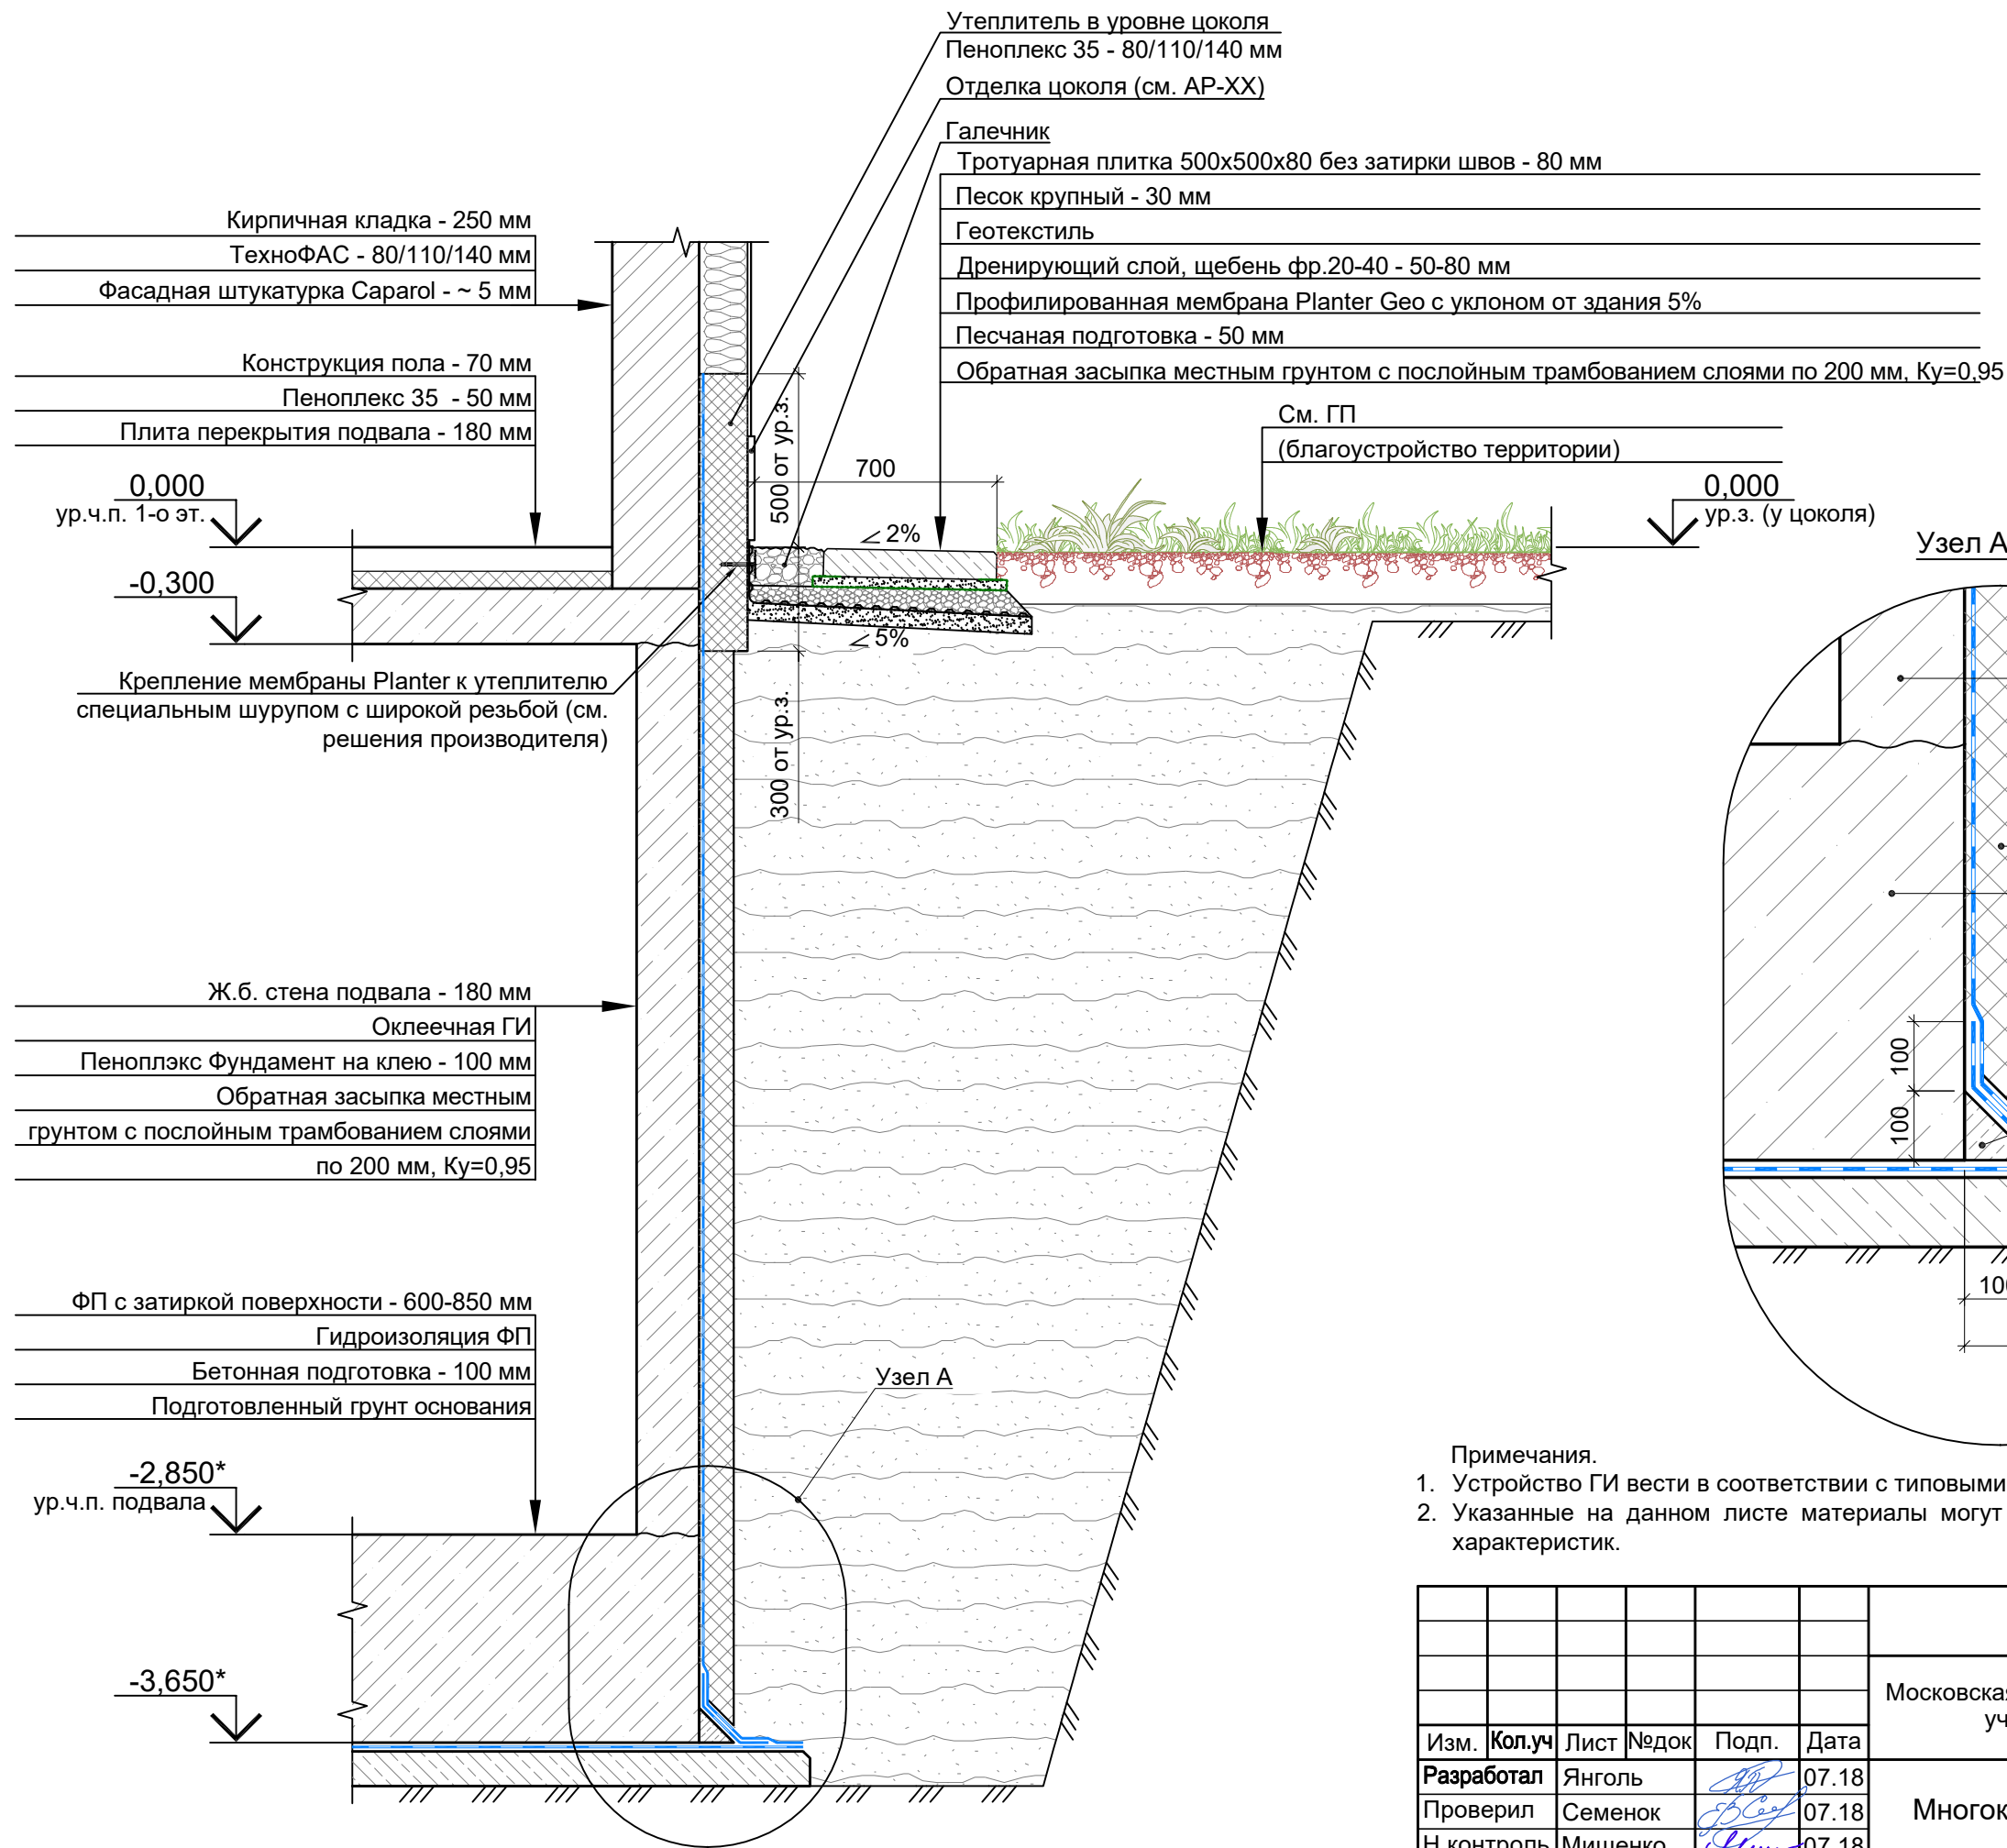 Утеплитель в уровне цоколя
Пеноплекс 35 - 80/110/140 мм
Отделка цоколя (см. АР-ХХ)
Галечник
Тротуарная плитка 500х500х80 без затирки швов - 80 мм
Песок крупный - 30 мм
Геотекстиль
Дренирующий слой, щебень фр.20-40 - 50-80 мм
Профилированная мембрана Planter Geo с уклоном от здания 5%
Песчаная подготовка - 50 мм
Обратная засыпка местным грунтом с послойным трамбованием слоями по 200 мм, Ку=0,95
Кирпичная кладка - 250 мм
ТехноФАС - 80/110/140 мм
Фасадная штукатурка Caparol - ~ 5 мм
Конструкция пола - 70 мм
Пеноплекс 35 - 50 мм
Плита перекрытия подвала - 180 мм
См. ГП
(благоустройство территории)
0,000
ур.ч.п. 1-о эт.
-0,300
500 от ур.з.
700
2%
5%
300 от ур.з.
0,000
ур.з. (у цоколя)
Узел А
Крепление мембраны Planter к утеплителю
специальным шурупом с широкой резьбой (см.
решения производителя)
Ж.б. стена подвала - 180 мм
Оклеечная ГИ
Пеноплэкс Фундамент на клею - 100 мм
Обратная засыпка местным
грунтом с послойным трамбованием слоями
по 200 мм, Ку=0,95
100
100
100
ФП с затиркой поверхности - 600-850 мм
Гидроизоляция ФП
Бетонная подготовка - 100 мм
Подготовленный грунт основания
Узел А
-2,850*
ур.ч.п. подвала
-3,650*
Примечания.
1. Устройство ГИ вести в соответствии с типовыми
2. Указанные на данном листе материалы могут
характеристик.
Московская
уч
Изм. Кол.уч Лист №док Подп. Дата
Разработал Янголь 07.18
Проверил Семенок 07.18
Н.контроль Мищенко 07.18
Многок